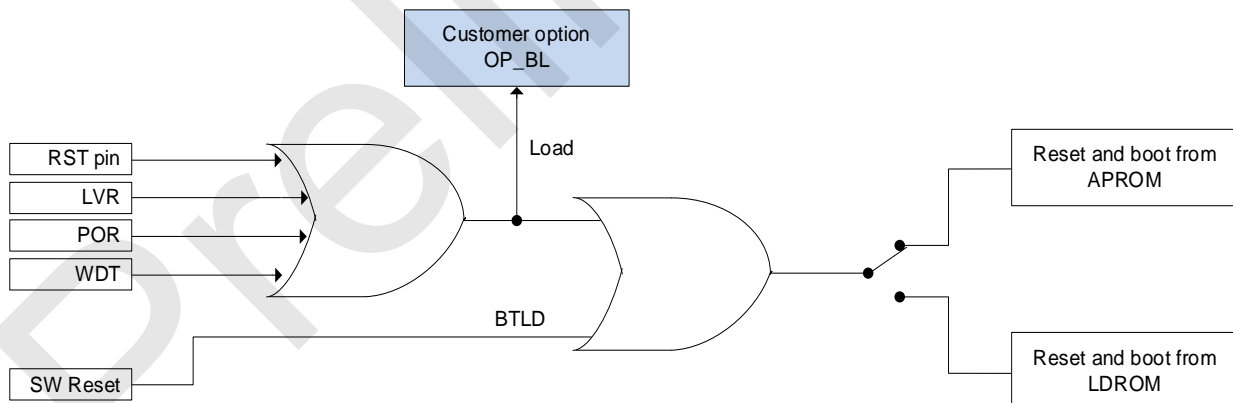 Customer option
OP_BL
Load
RST pin
LVR
POR
WDT
BTLD
SW Reset
Reset and boot from
APROM
Reset and boot from
LDROM